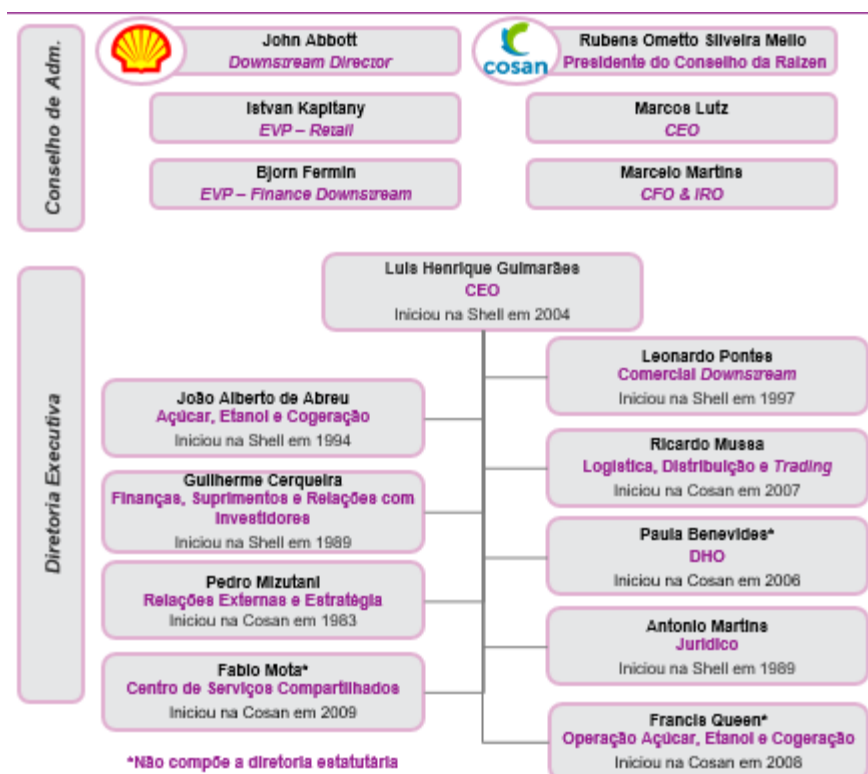 Conselho de Adm.
John Abbott
Downstream Director
cosan
Rubens Ometto Silveira Mello
Presidente do Conselho da Raizen
Istvan Kapitany
EVP – Retail
Marcos Lutz
CEO
Bjorn Fermin
EVP – Finance Downstream
Marcelo Martins
CFO & IRO
Diretoria Executiva
Luis Henrique Guimarães
CEO
Iniciou na Shell em 2004
Leonardo Pontes
Comercial Downstream
Iniciou na Shell em 1997
João Alberto de Abreu
Açúcar, Etanol e Cogeração
Iniciou na Shell em 1994
Ricardo Mussa
Logística, Distribuição e Trading
Iniciou na Cosan em 2007
Guilherme Cerqueira
Finanças, Suprimentos e Relações com
Investidores
Iniciou na Shell em 1989
Paula Benevides*
DHO
Iniciou na Cosan em 2006
Pedro Mizutani
Relações Externas e Estratégia
Iniciou na Cosan em 1983
Antonio Martins
Jurídico
Iniciou na Shell em 1989
Fabio Mota*
Centro de Serviços Compartilhados
Iniciou na Cosan em 2009
Francis Queen*
Operação Açúcar, Etanol e Cogeração
Iniciou na Cosan em 2008
*Não compõe a diretoria estatutária